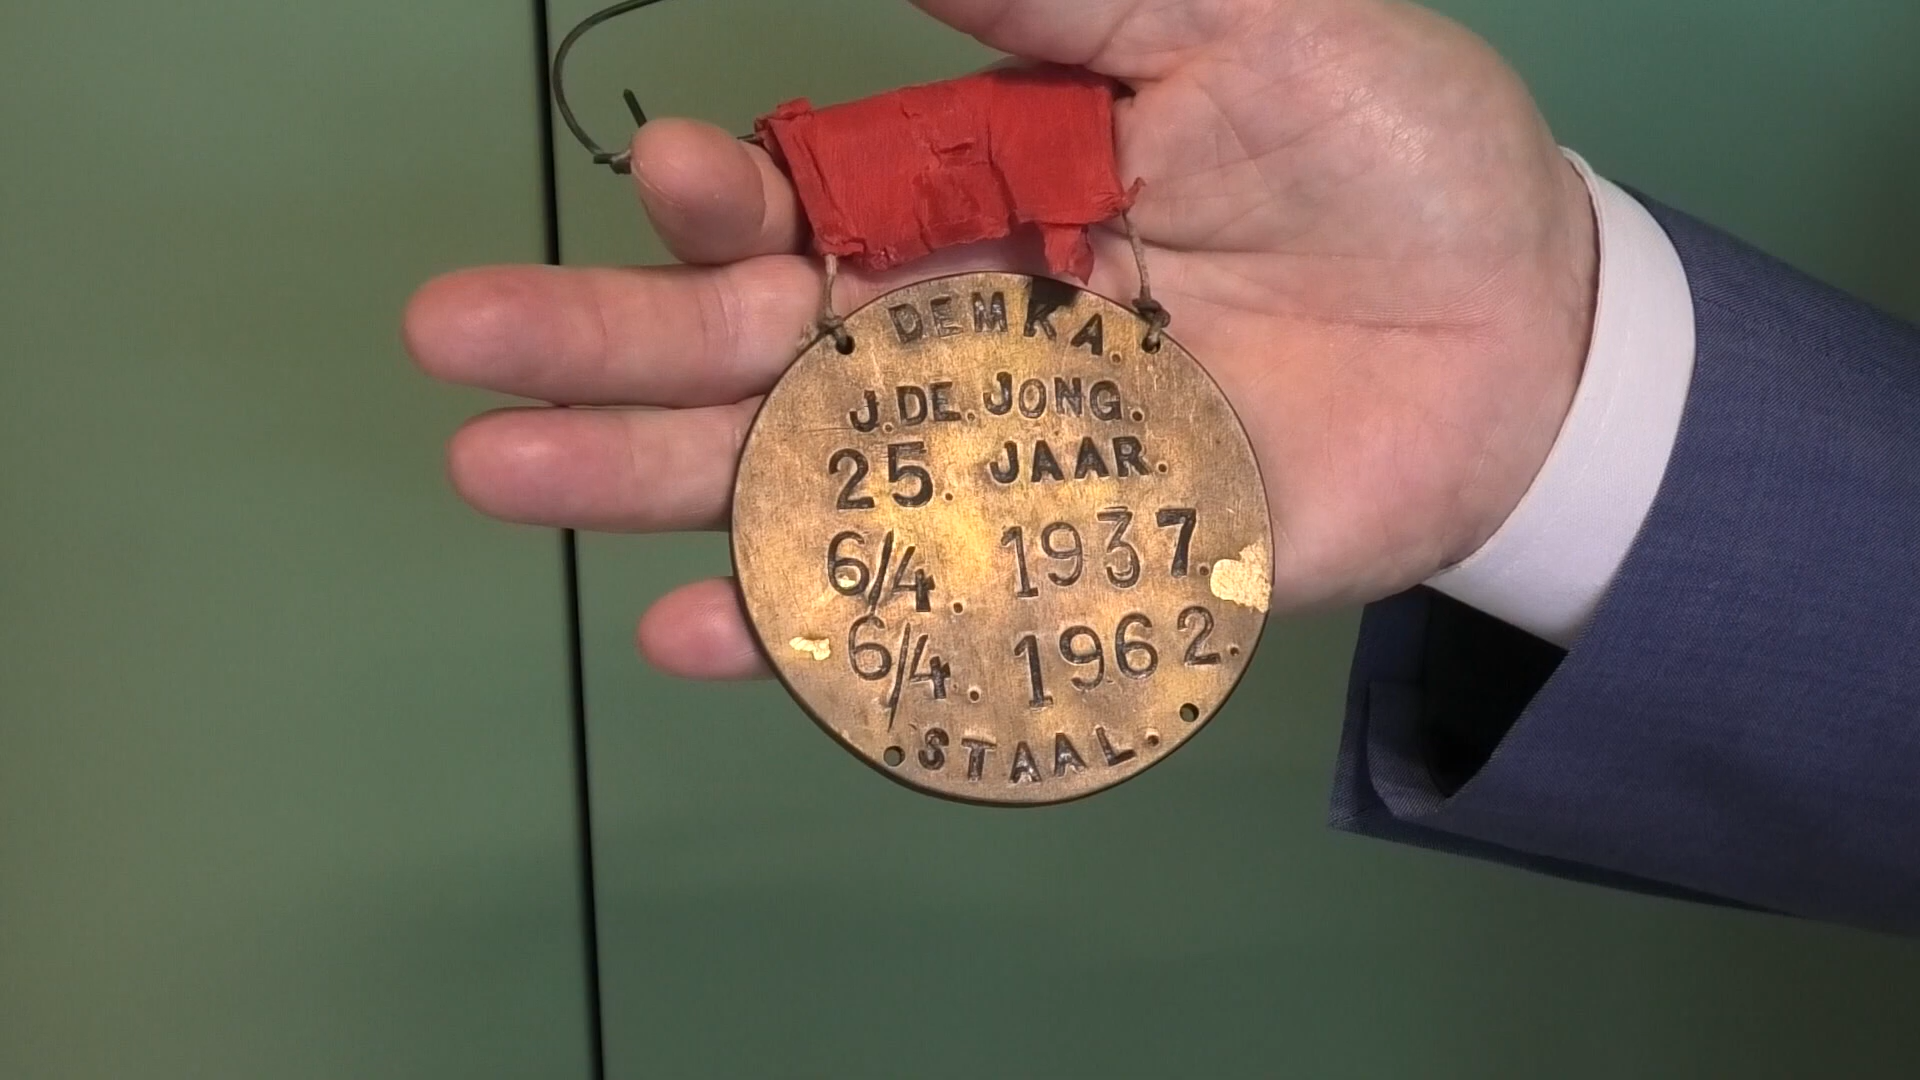 DEMKA.
J.DE.JONG.
25. JAAR.
6/4. 1937.
6/4. 1962.
STAAL.